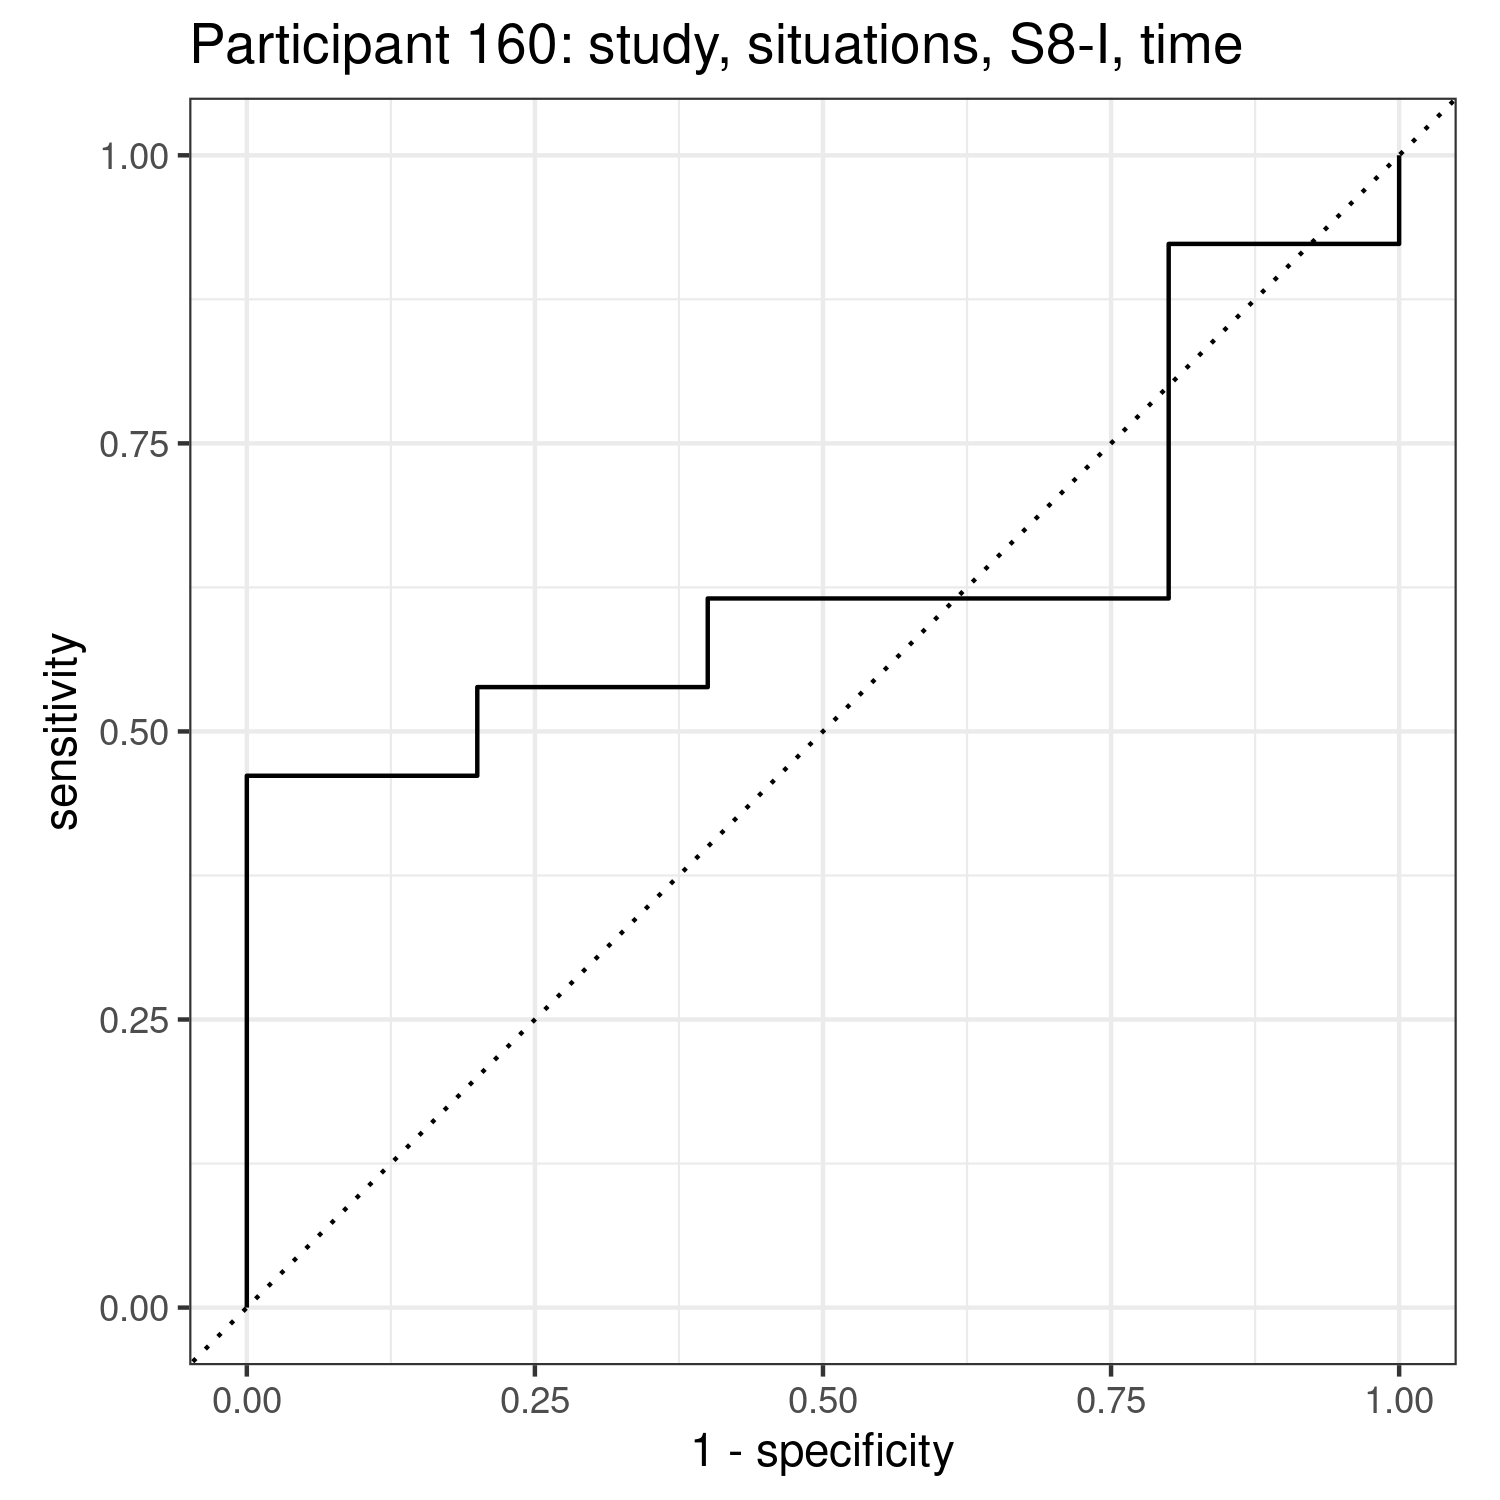 Participant 160: study, situations, S8-I, time
1.00
0.75
0.50
0.25
0.00
sensitivity
0.00 0.25 0.50 0.75 1.00
1 - specificity